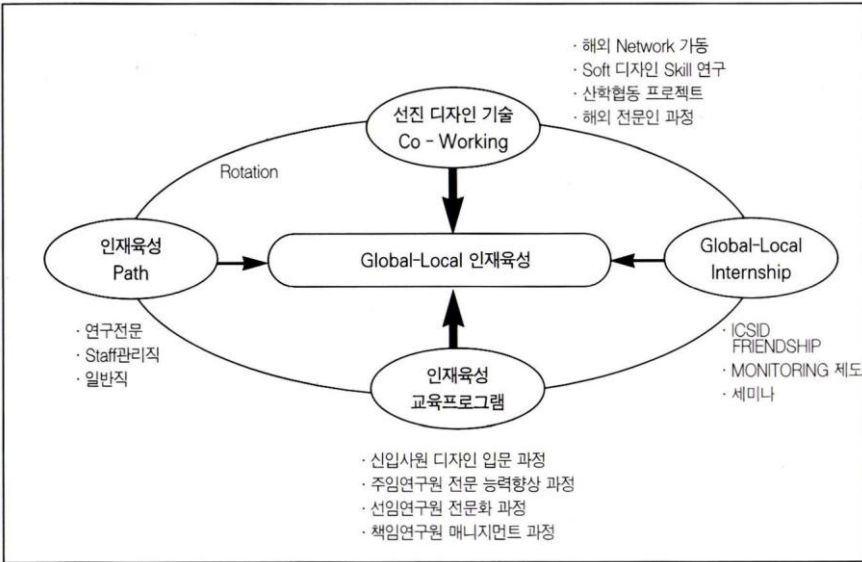 · 해외 Network 가동
· Soft 디자인 Skill 연구
· 산학협동 프로젝트
· 해외 전문인 과정
선진 디자인 기술
Co - Working
Rotation
인재육성
Path
Global-Local 인재육성
Global-Local
Internship
· 연구전문
· Staff관리직
· 일반직
· ICSID
FRIENDSHIP
· MONITORING 제도
· 세미나
인재육성
교육프로그램
· 신입사원 디자인 입문 과정
· 주임연구원 전문 능력향상 과정
· 선임연구원 전문화 과정
· 책임연구원 매니지먼트 과정